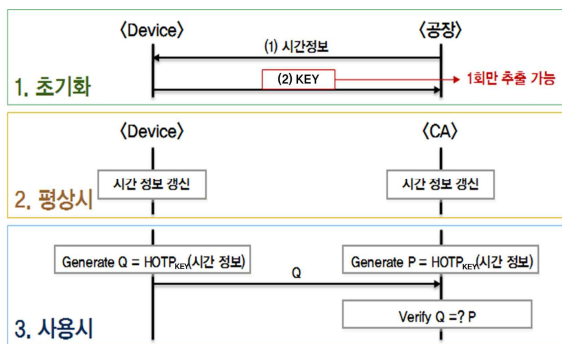 〈Device〉 〈공장〉
(1) 시간정보
(2) KEY 1회만 추출 가능
1. 초기화
〈Device〉 〈CA〉
시간 정보 갱신 시간 정보 갱신
2. 평상시
Generate Q = HOTP_KEY(시간 정보) Generate P = HOTP_KEY(시간 정보)
Q
Verify Q =? P
3. 사용시